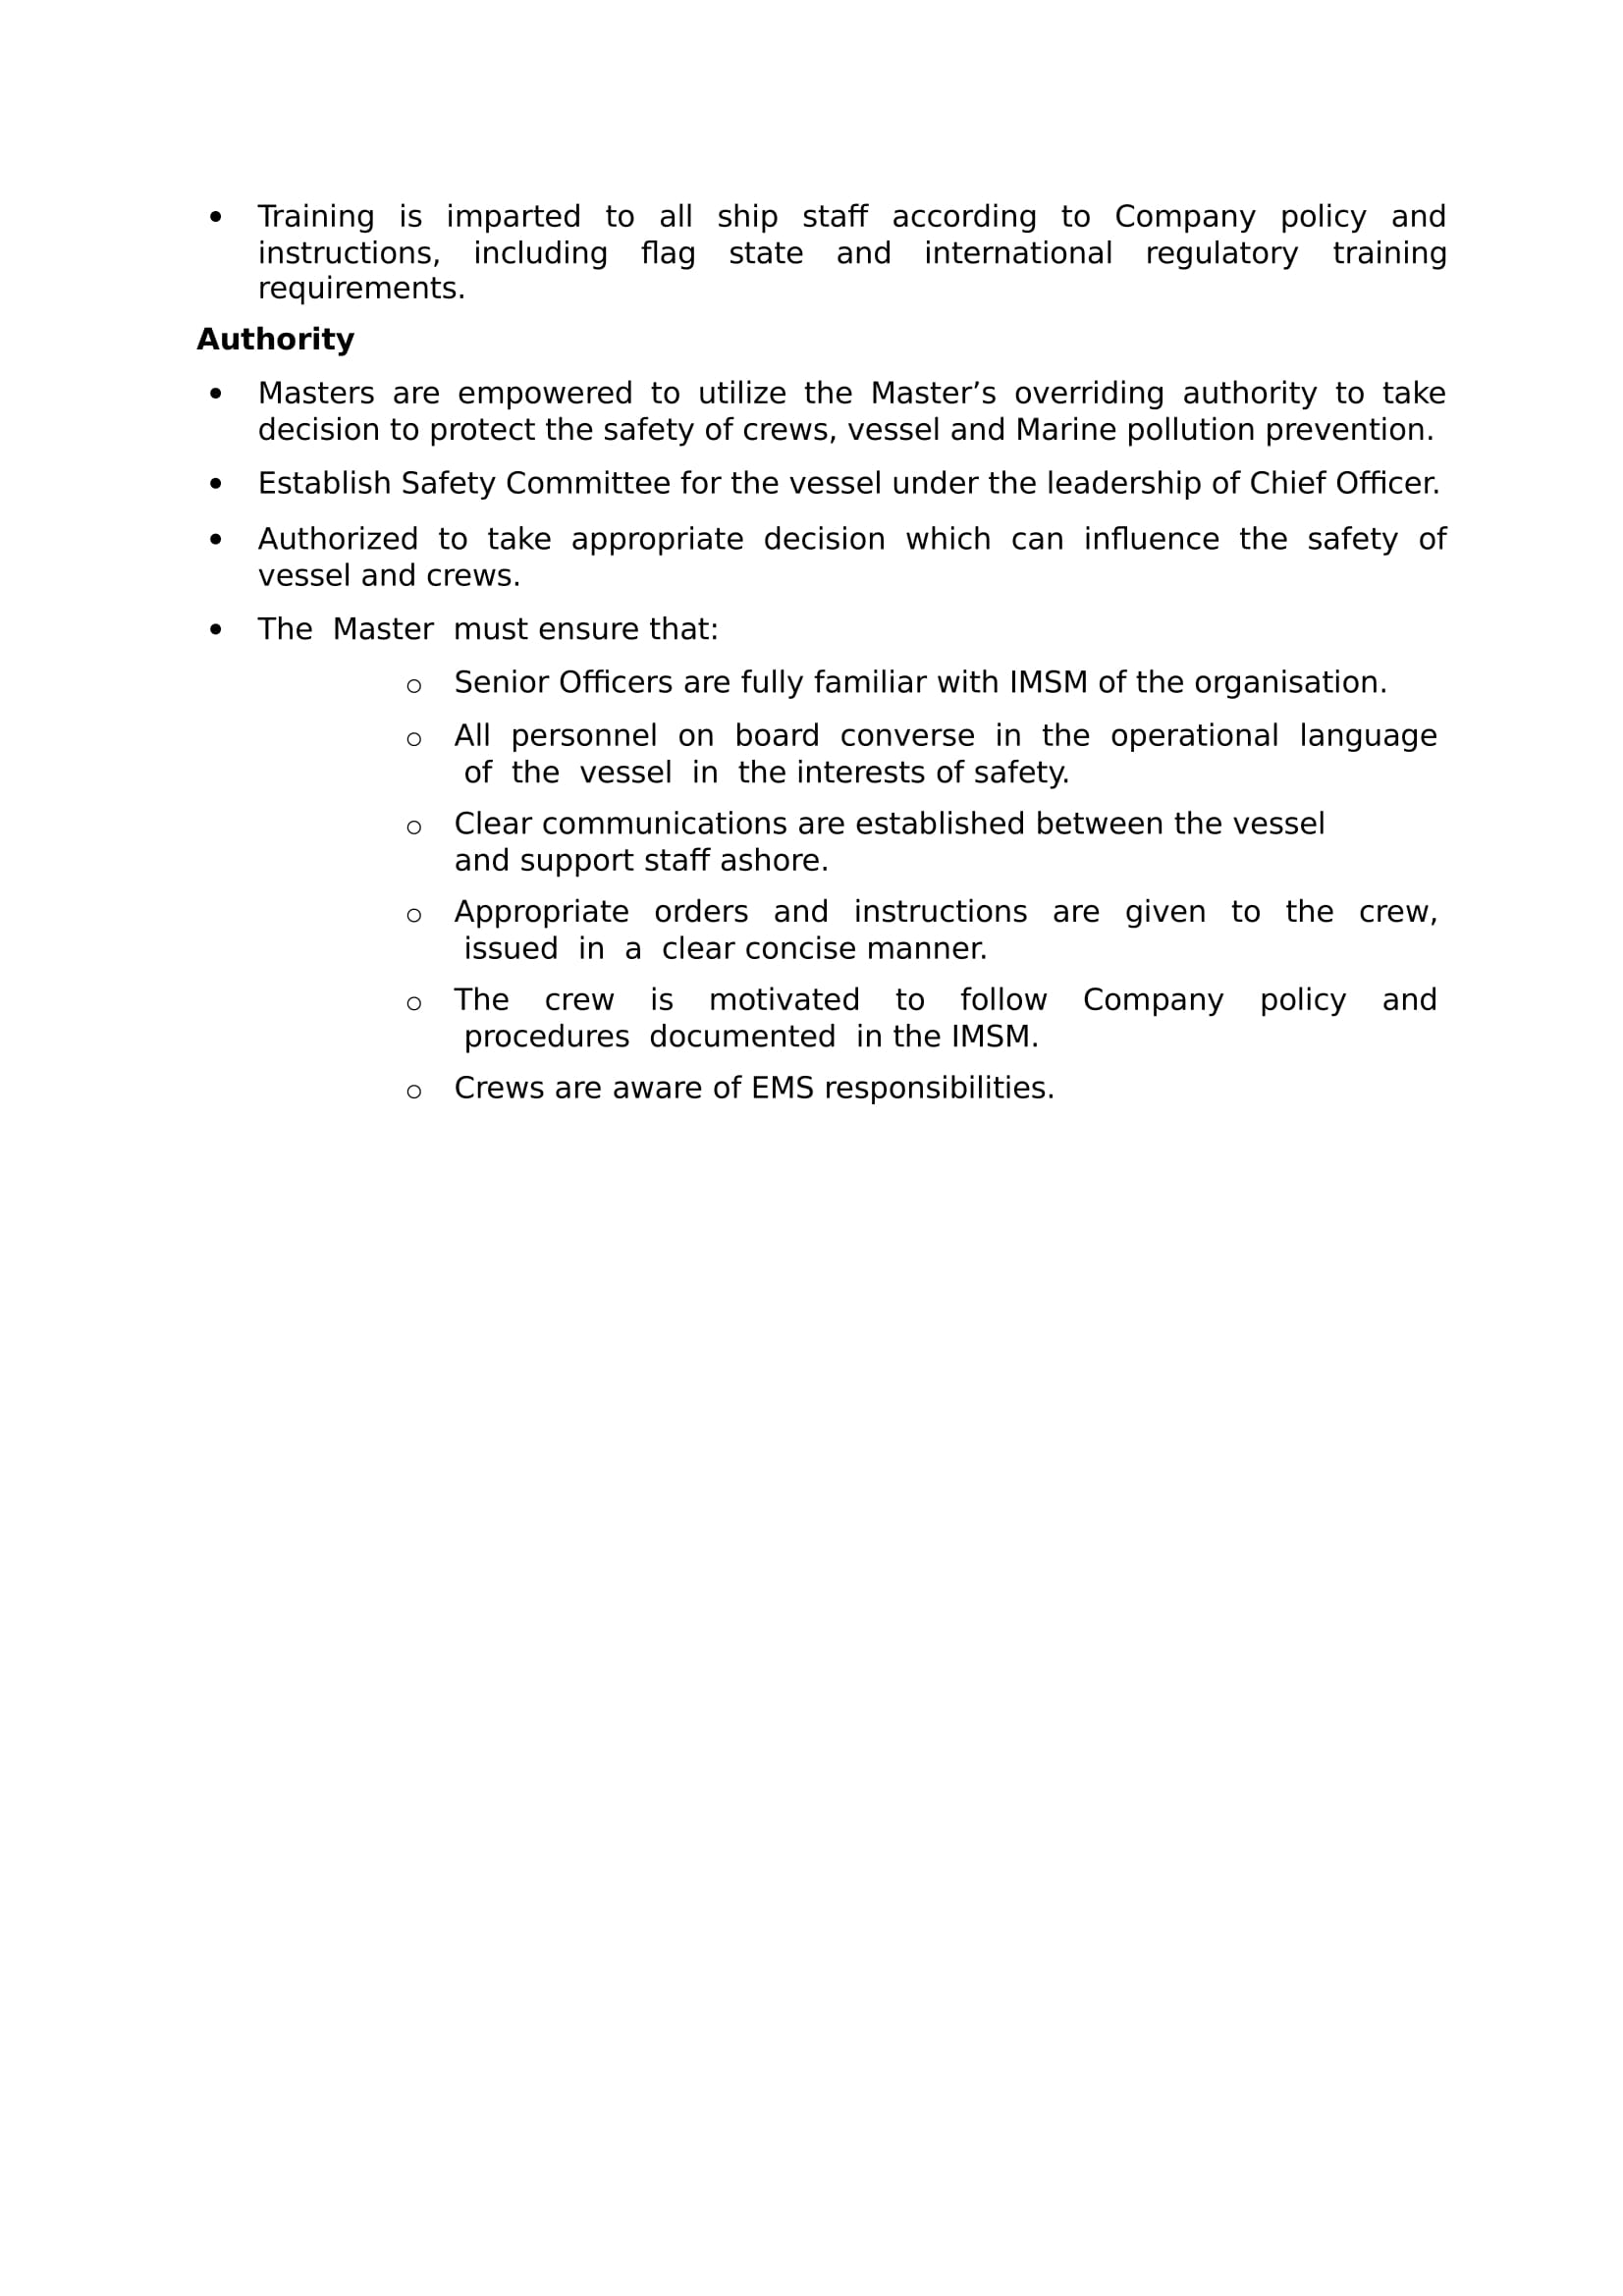 • Training is imparted to all ship staff according to Company policy and
instructions, including flag state and international regulatory training
requirements.
Authority
• Masters are empowered to utilize the Master’s overriding authority to take
decision to protect the safety of crews, vessel and Marine pollution prevention.
• Establish Safety Committee for the vessel under the leadership of Chief Officer.
• Authorized to take appropriate decision which can influence the safety of
vessel and crews.
• The Master must ensure that:
○ Senior Officers are fully familiar with IMSM of the organisation.
○ All personnel on board converse in the operational language
of the vessel in the interests of safety.
○ Clear communications are established between the vessel
and support staff ashore.
○ Appropriate orders and instructions are given to the crew,
issued in a clear concise manner.
○ The crew is motivated to follow Company policy and
procedures documented in the IMSM.
○ Crews are aware of EMS responsibilities.